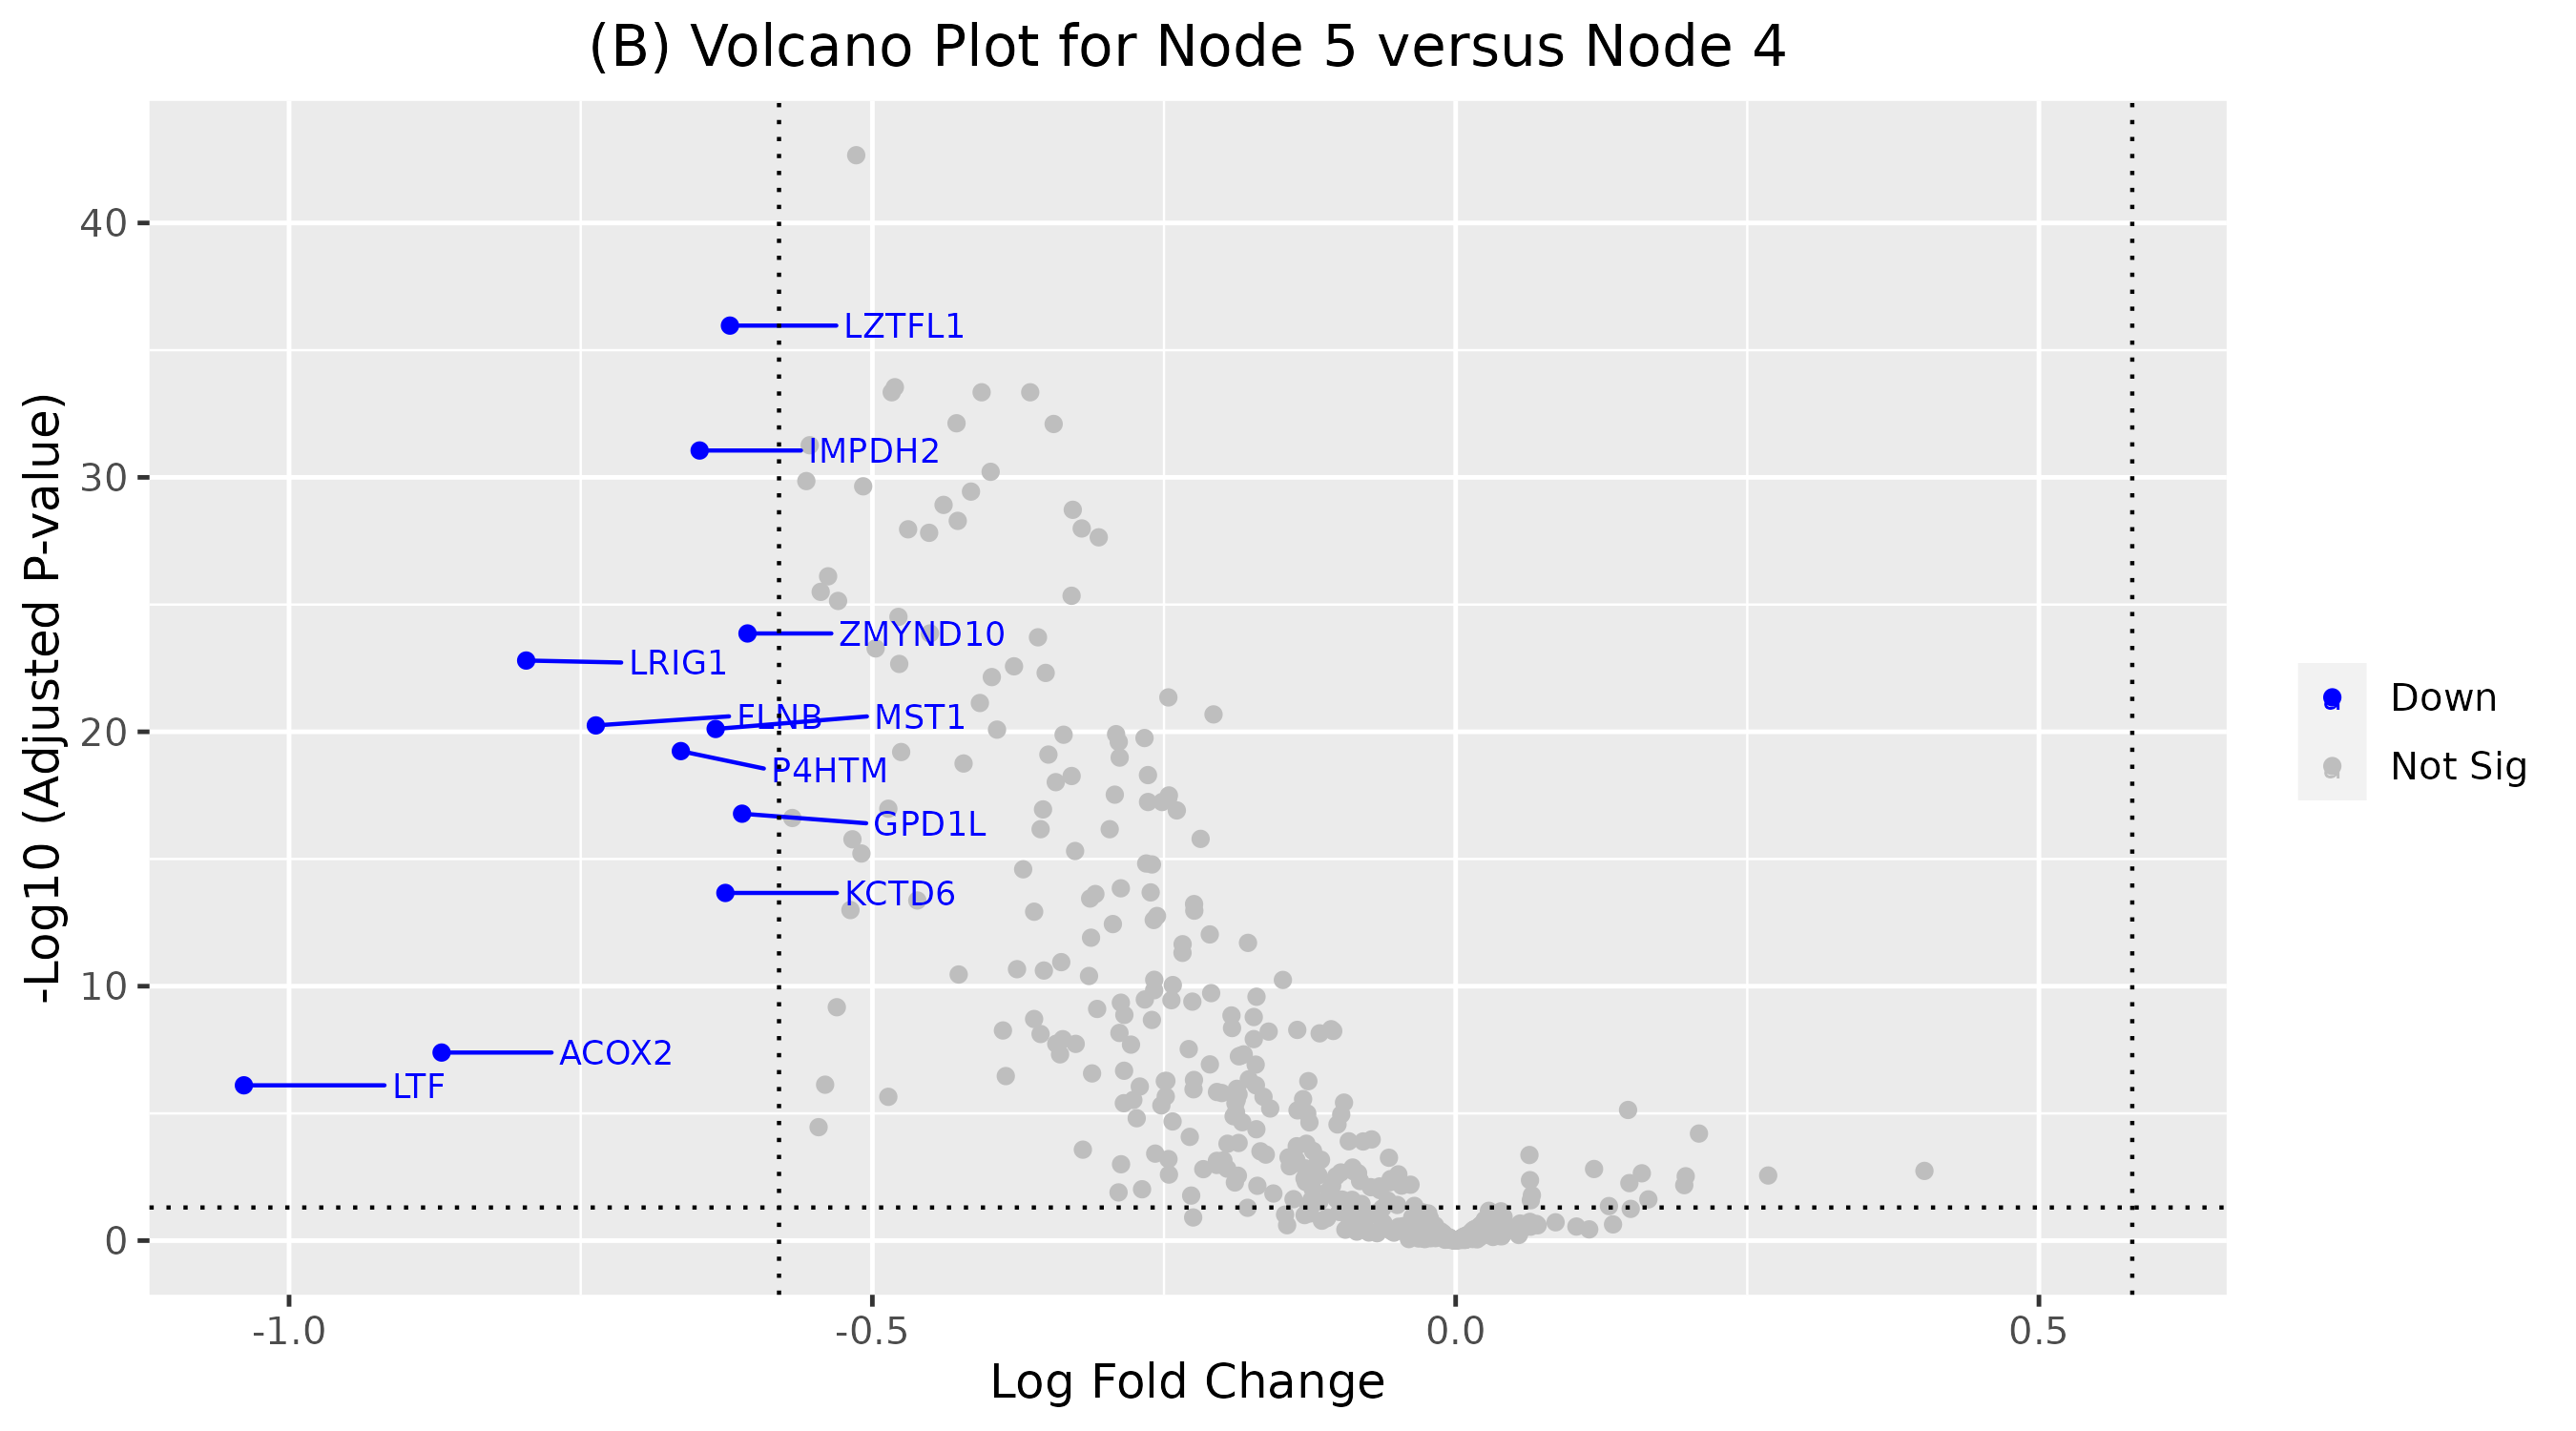 (B) Volcano Plot for Node 5 versus Node 4
-Log10 (Adjusted P-value)
40
30
20
10
0
LZTFL1
IMPDH2
ZMYND10
LRIG1
FLNB
MST1
P4HTM
GPD1L
KCTD6
ACOX2
LTF
Down
Not Sig
-1.0
-0.5
0.0
0.5
Log Fold Change